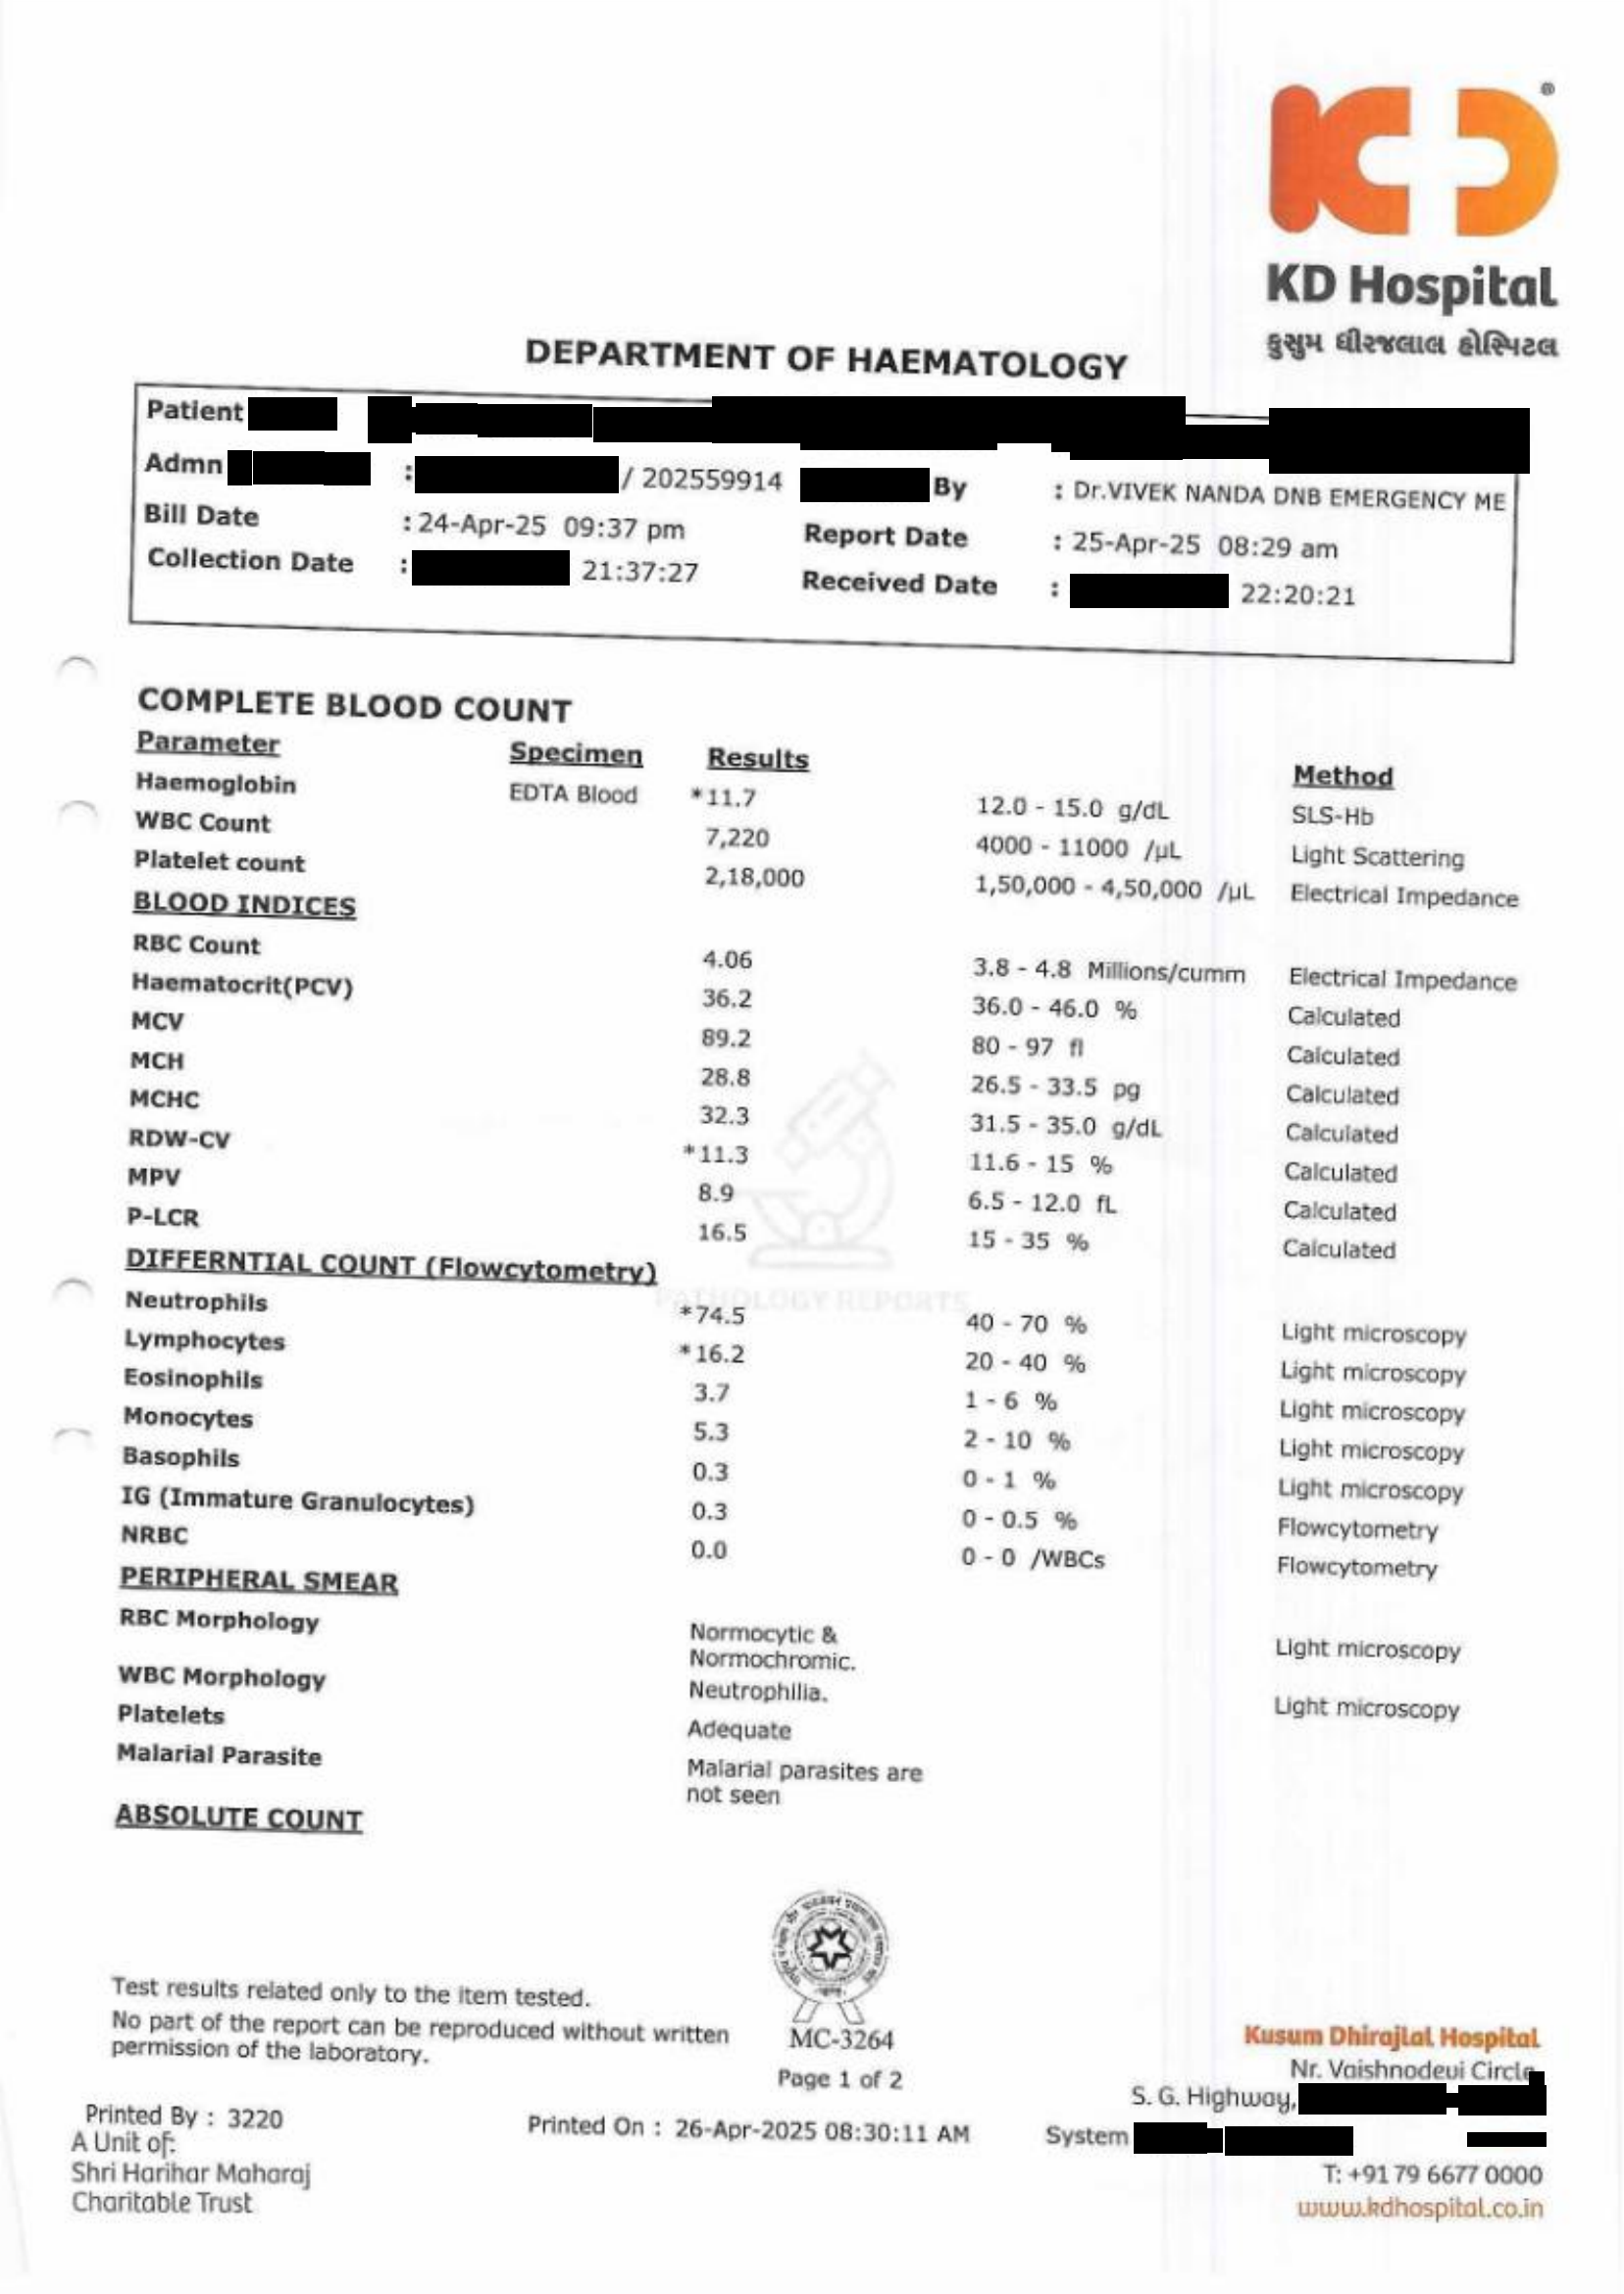 KD Hospital
કુસુમ ધીરજલાલ હોસ્પિટલ
DEPARTMENT OF HAEMATOLOGY
Patient
Admn : / 202559914 By : Dr.VIVEK NANDA DNB EMERGENCY ME
Bill Date : 24-Apr-25 09:37 pm Report Date : 25-Apr-25 08:29 am
Collection Date : 21:37:27 Received Date : 22:20:21
COMPLETE BLOOD COUNT
Parameter Specimen Results Method
Haemoglobin EDTA Blood *11.7 12.0 - 15.0 g/dL SLS-Hb
WBC Count 7,220 4000 - 11000 /µL Light Scattering
Platelet count 2,18,000 1,50,000 - 4,50,000 /µL Electrical Impedance
BLOOD INDICES
RBC Count 4.06 3.8 - 4.8 Millions/cumm Electrical Impedance
Haematocrit(PCV) 36.2 36.0 - 46.0 % Calculated
MCV 89.2 80 - 97 fl Calculated
MCH 28.8 26.5 - 33.5 pg Calculated
MCHC 32.3 31.5 - 35.0 g/dL Calculated
RDW-CV *11.3 11.6 - 15 % Calculated
MPV 8.9 6.5 - 12.0 fL Calculated
P-LCR 16.5 15 - 35 % Calculated
DIFFERNTIAL COUNT (Flowcytometry)
PATHOLOGY REPORTS
Neutrophils *74.5 40 - 70 % Light microscopy
Lymphocytes *16.2 20 - 40 % Light microscopy
Eosinophils 3.7 1 - 6 % Light microscopy
Monocytes 5.3 2 - 10 % Light microscopy
Basophils 0.3 0 - 1 % Light microscopy
IG (Immature Granulocytes) 0.3 0 - 0.5 % Flowcytometry
NRBC 0.0 0 - 0 /WBCs Flowcytometry
PERIPHERAL SMEAR
RBC Morphology Normocytic & Light microscopy
Normochromic.
WBC Morphology Neutrophilia. Light microscopy
Platelets Adequate
Malarial Parasite Malarial parasites are
not seen
ABSOLUTE COUNT
Test results related only to the item tested.
No part of the report can be reproduced without written
permission of the laboratory.
MC-3264
Page 1 of 2
Kusum Dhirajlal Hospital
Nr. Vaishnodevi Circle
S. G. Highway,
Printed By : 3220 Printed On : 26-Apr-2025 08:30:11 AM System
A Unit of:
Shri Harihar Maharaj
Charitable Trust
T: +91 79 6677 0000
www.kdhospital.co.in